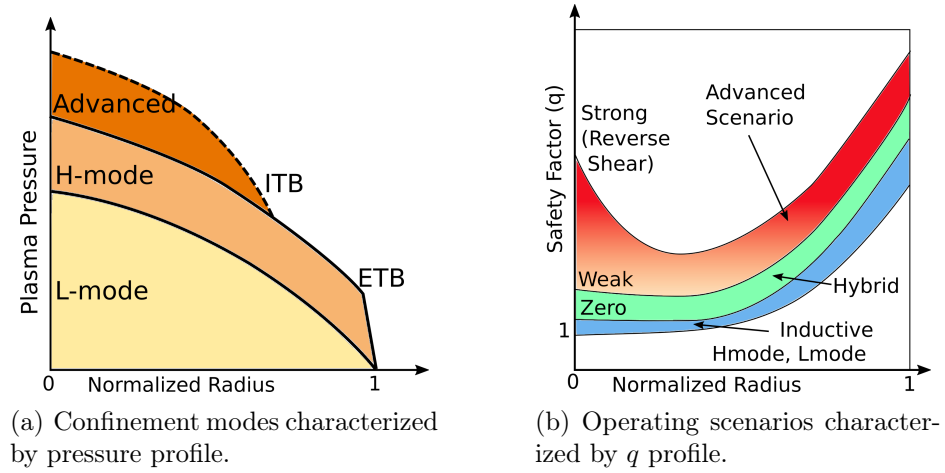 Plasma Pressure
Advanced
H-mode
ITB
L-mode
ETB
0
Normalized Radius
1
(a) Confinement modes characterized
by pressure profile.
Safety Factor (q)
Strong
(Reverse
Shear)
Advanced
Scenario
Weak
Zero
Hybrid
1
Inductive
Hmode, Lmode
0
Normalized Radius
1
(b) Operating scenarios character-
ized by q profile.